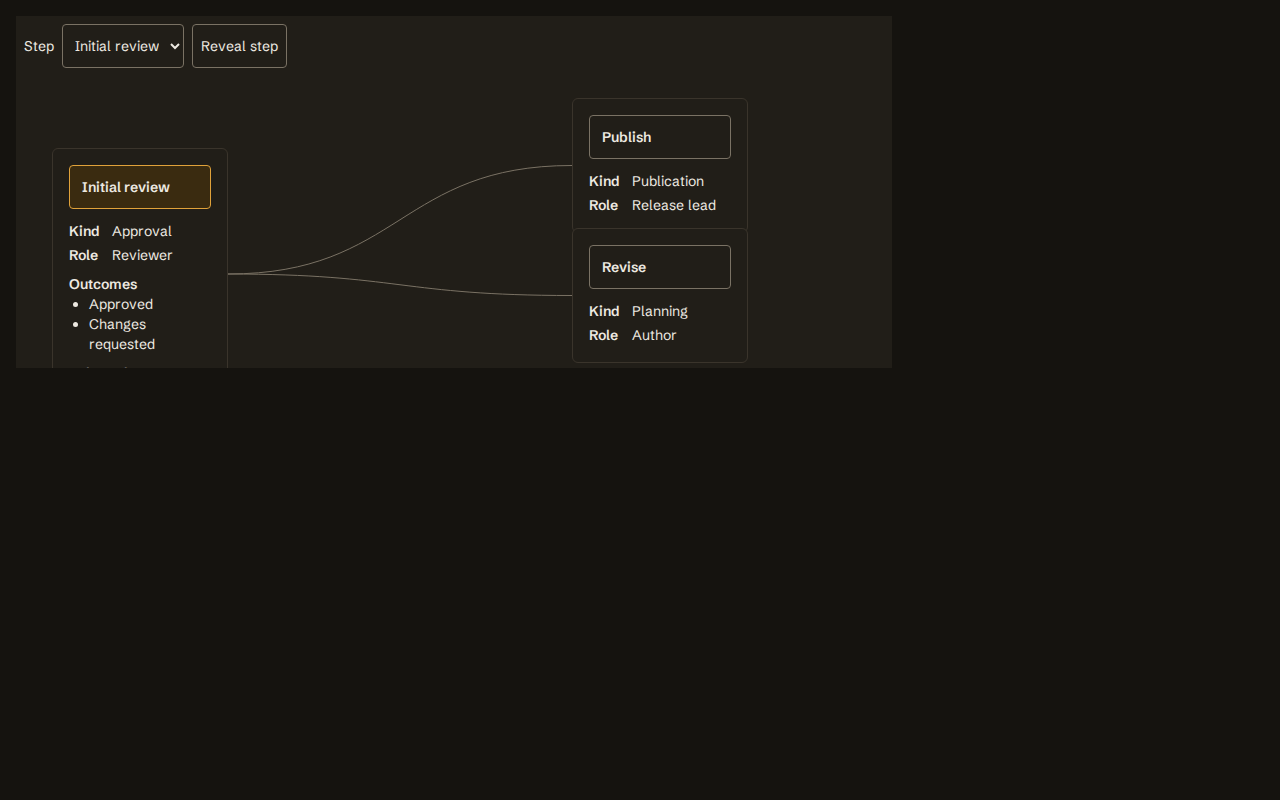 Step Initial review Reveal step
Publish
Kind Publication
Role Release lead
Initial review
Kind Approval
Role Reviewer
Outcomes
Approved
Changes
requested
Revise
Kind Planning
Role Author